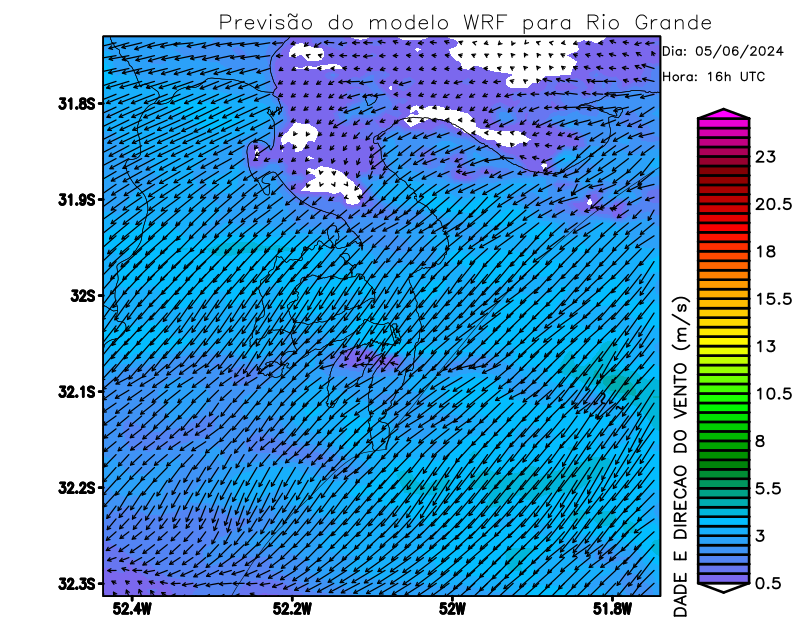 Previsão do modelo WRF para Rio Grande
Dia: 05/06/2024
Hora: 16h UTC
31.8S
31.9S
32S
32.1S
32.2S
32.3S
52.4W
52.2W
52W
51.8W
DADE E DIRECAO DO VENTO (m/s)
23
20.5
18
15.5
13
10.5
8
5.5
3
0.5